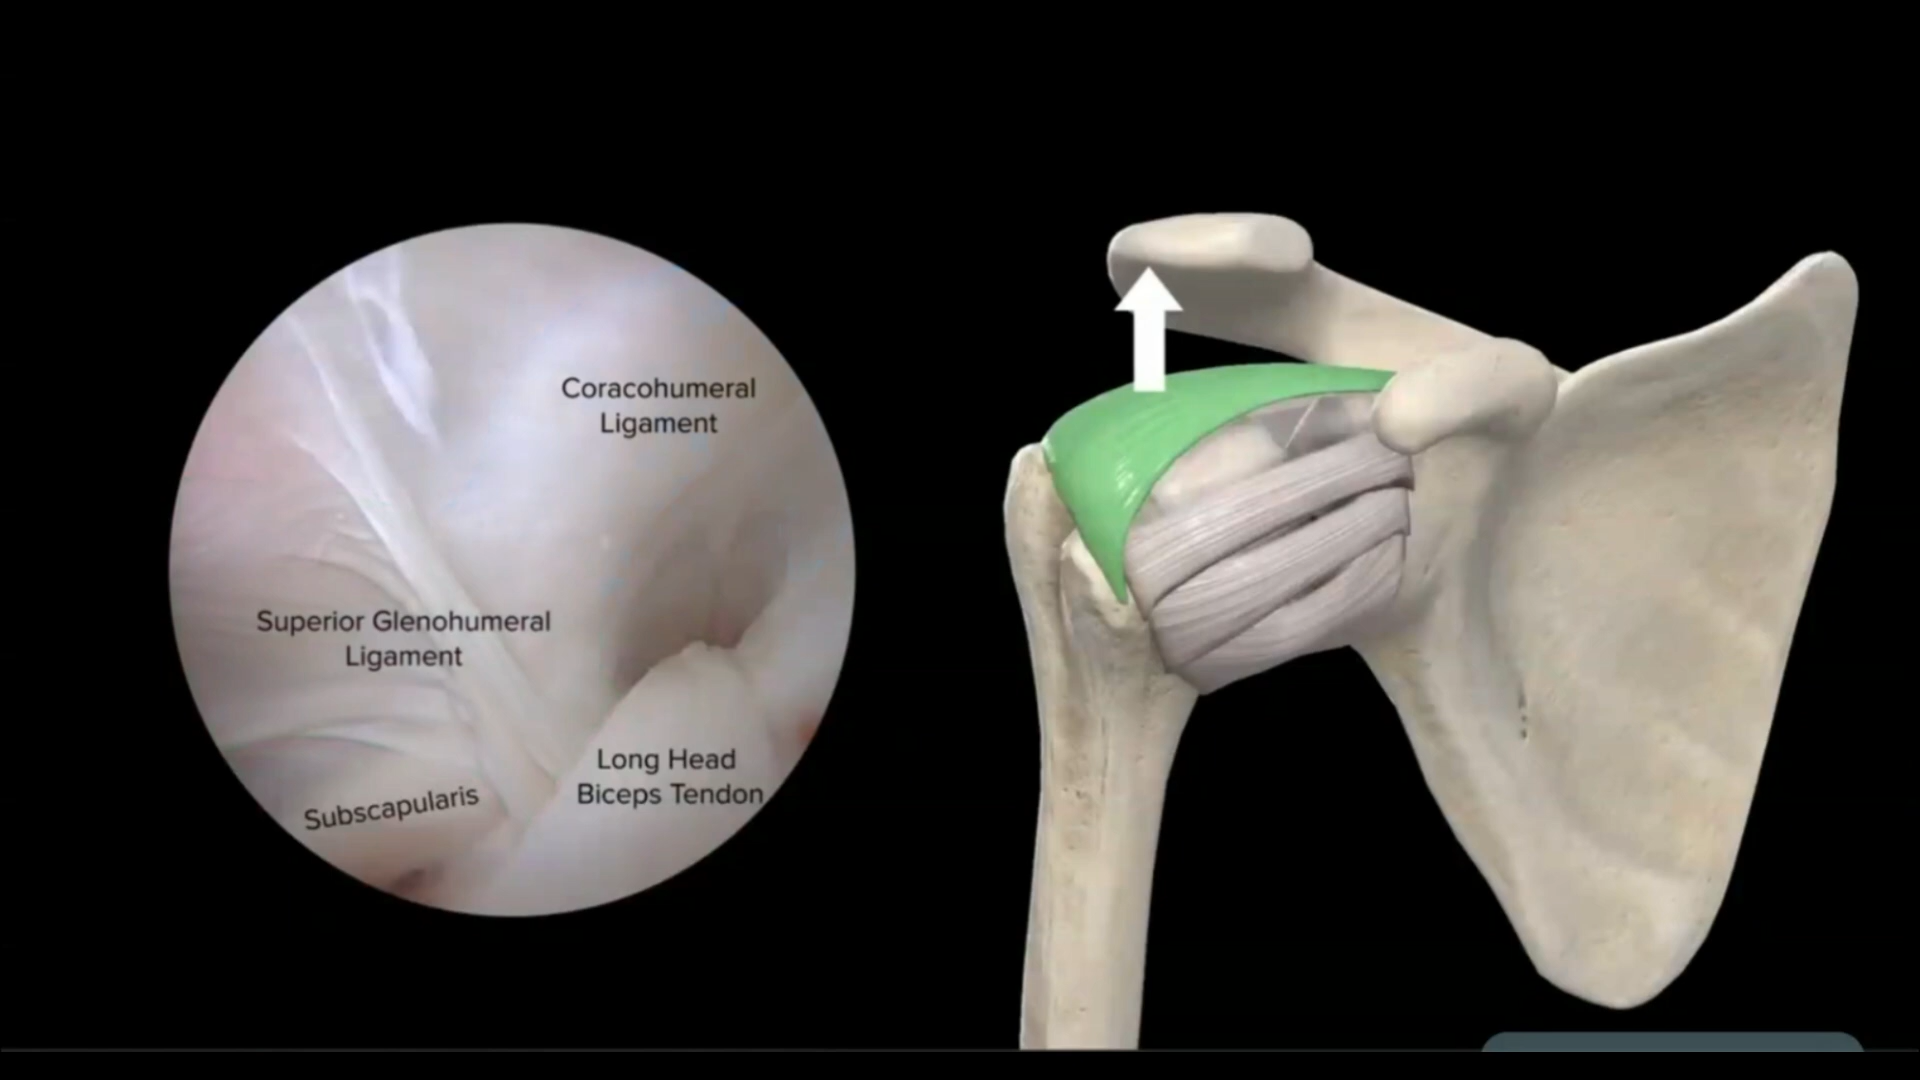 Coracohumeral
Ligament
Superior Glenohumeral
Ligament
Long Head
Biceps Tendon
Subscapularis